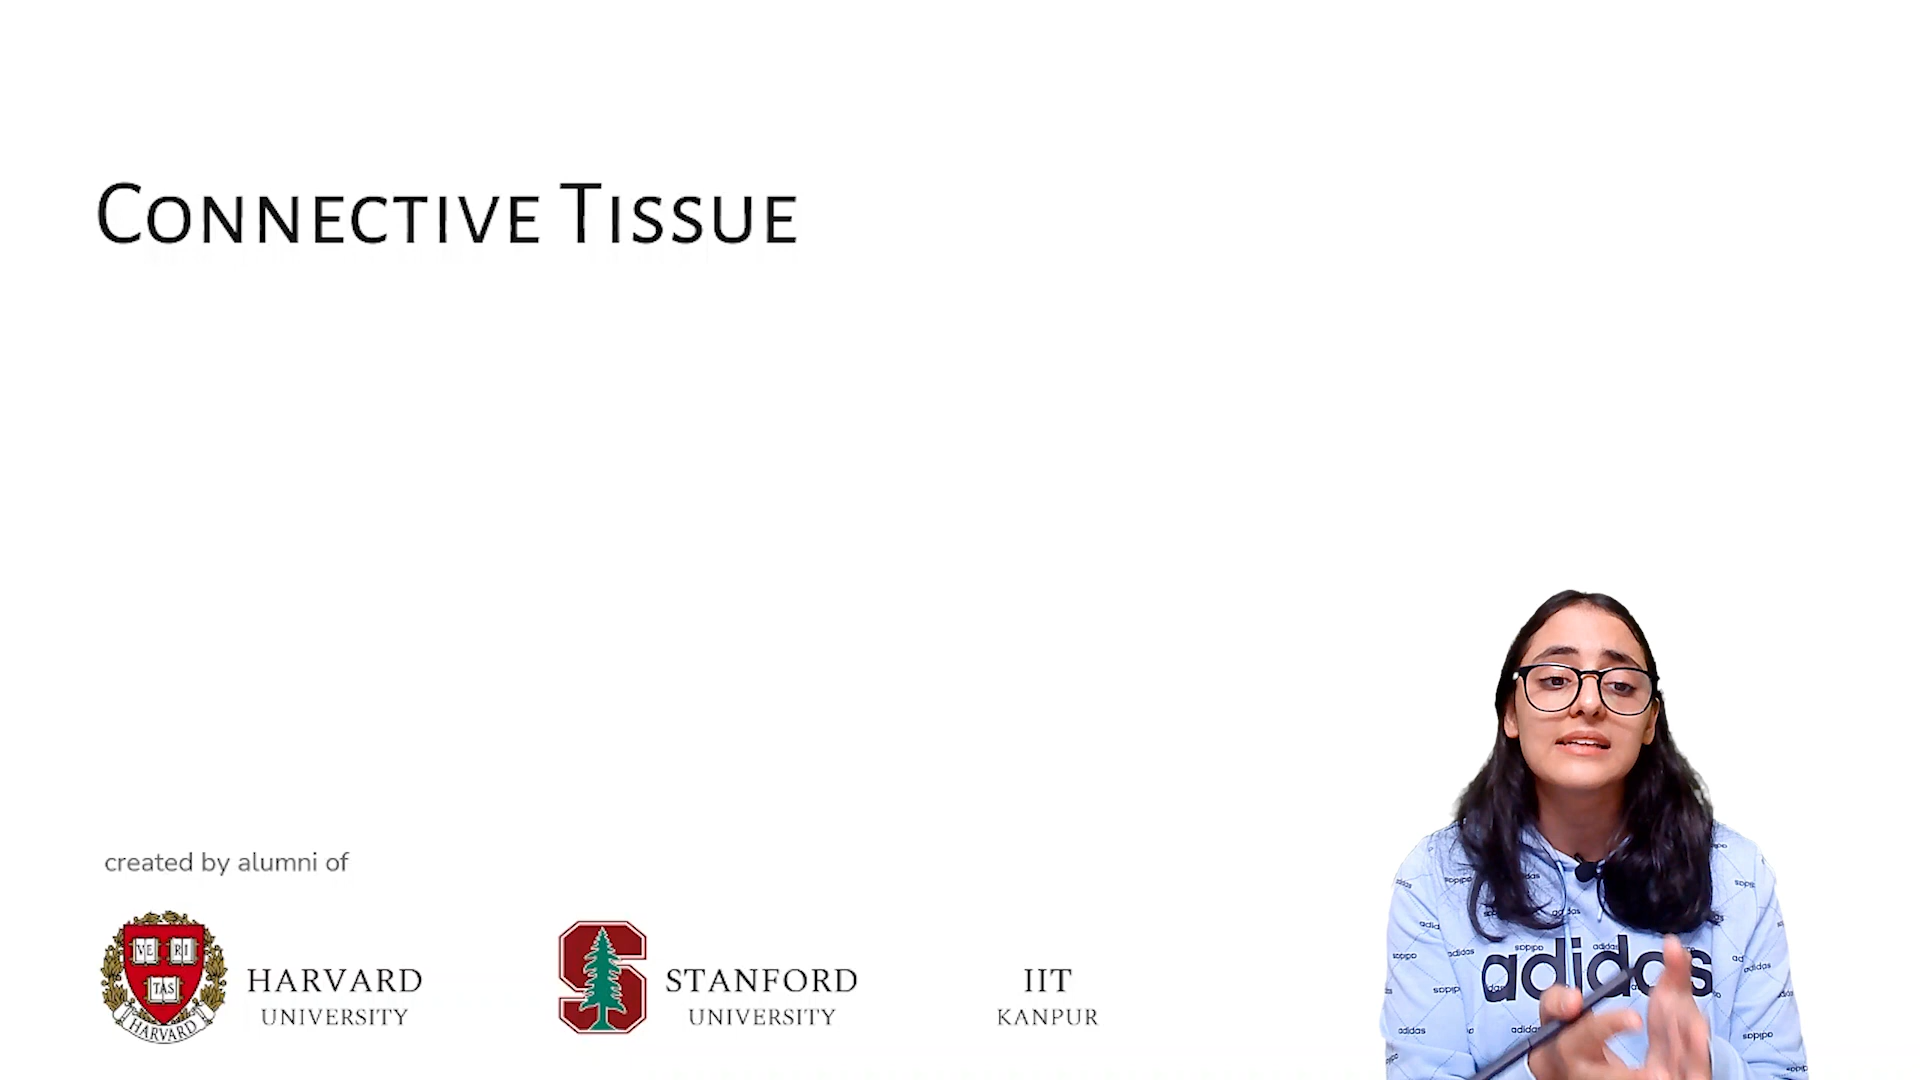 CONNECTIVE TISSUE
created by alumni of
VE RI
TAS
HARVARD
HARVARD
UNIVERSITY
STANFORD
UNIVERSITY
IIT
KANPUR
adidas